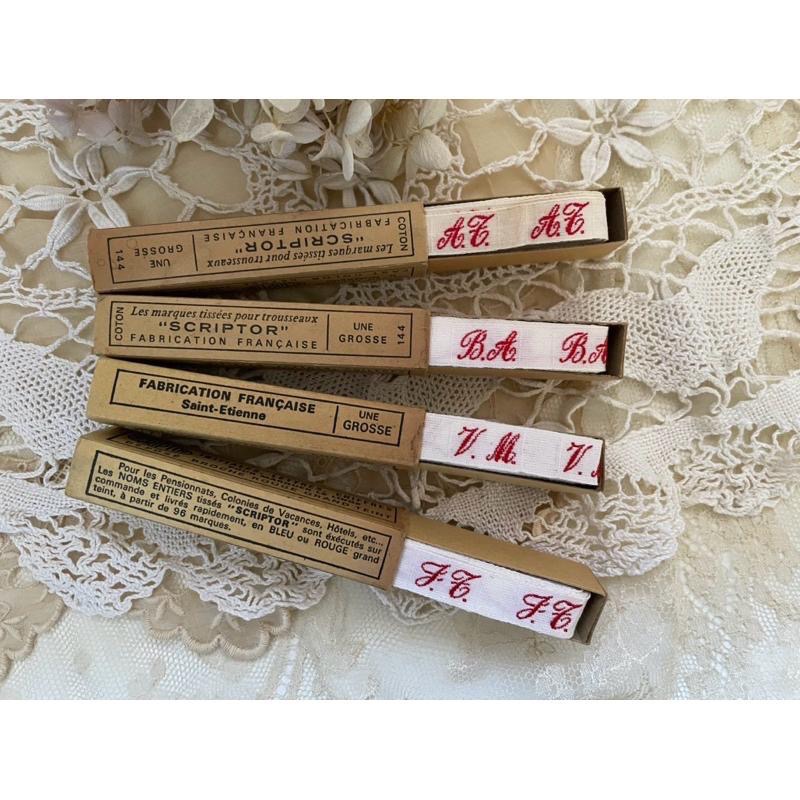 COTON
Les marques tissées pour trousseaux
"SCRIPTOR"
FABRICATION FRANÇAISE
UNE
GROSSE
144
A.T. A.T.
COTON
Les marques tissées pour trousseaux
"SCRIPTOR"
FABRICATION FRANÇAISE
UNE
GROSSE
144
B.A. B.A
FABRICATION FRANÇAISE
Saint-Etienne
UNE
GROSSE
V. M. V.
Pour les Pensionnats, Colonies de Vacances, Hôtels, etc...
Les NOMS ENTIERS tissés "SCRIPTOR" sont éxécutés sur
commande et livrés rapidement, en BLEU ou ROUGE grand
teint, à partir de 96 marques.
J.T. J.T.